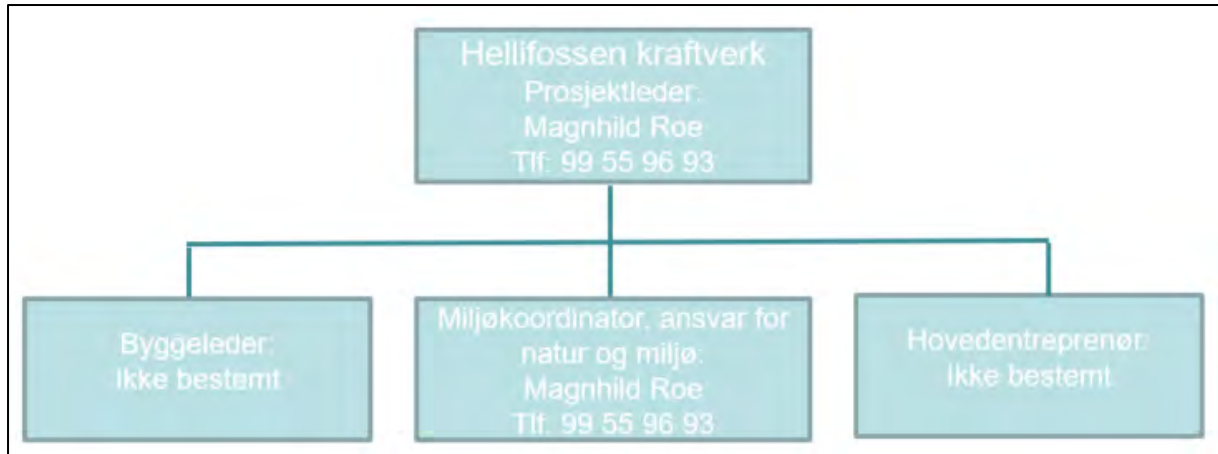 Hellifossen kraftverk
Prosjektleder:
Magnhild Roe
Tlf: 99 55 96 93
Byggeleder:
Ikke bestemt
Miljøkoordinator, ansvar for
natur og miljø:
Magnhild Roe
Tlf: 99 55 96 93
Hovedentreprenør:
Ikke bestemt